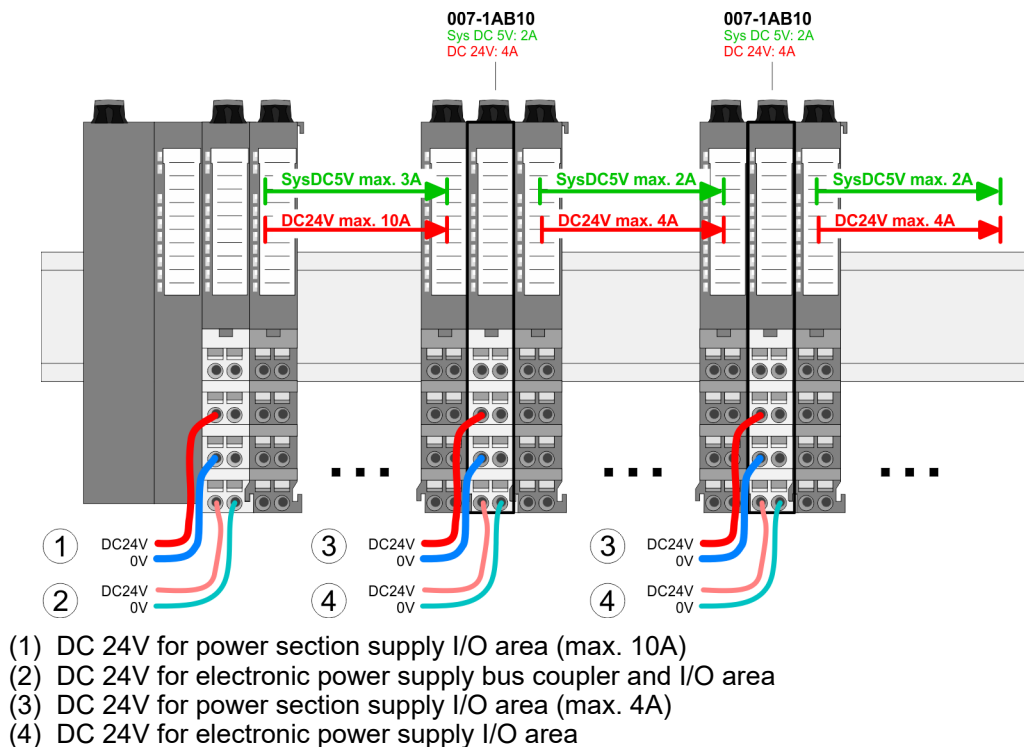 007-1AB10
Sys DC 5V: 2A
DC 24V: 4A
007-1AB10
Sys DC 5V: 2A
DC 24V: 4A
SysDC5V max. 3A
SysDC5V max. 2A
SysDC5V max. 2A
DC24V max. 10A
DC24V max. 4A
DC24V max. 4A
1
DC24V
0V
3
DC24V
0V
3
DC24V
0V
2
DC24V
0V
4
DC24V
0V
4
DC24V
0V
(1) DC 24V for power section supply I/O area (max. 10A)
(2) DC 24V for electronic power supply bus coupler and I/O area
(3) DC 24V for power section supply I/O area (max. 4A)
(4) DC 24V for electronic power supply I/O area